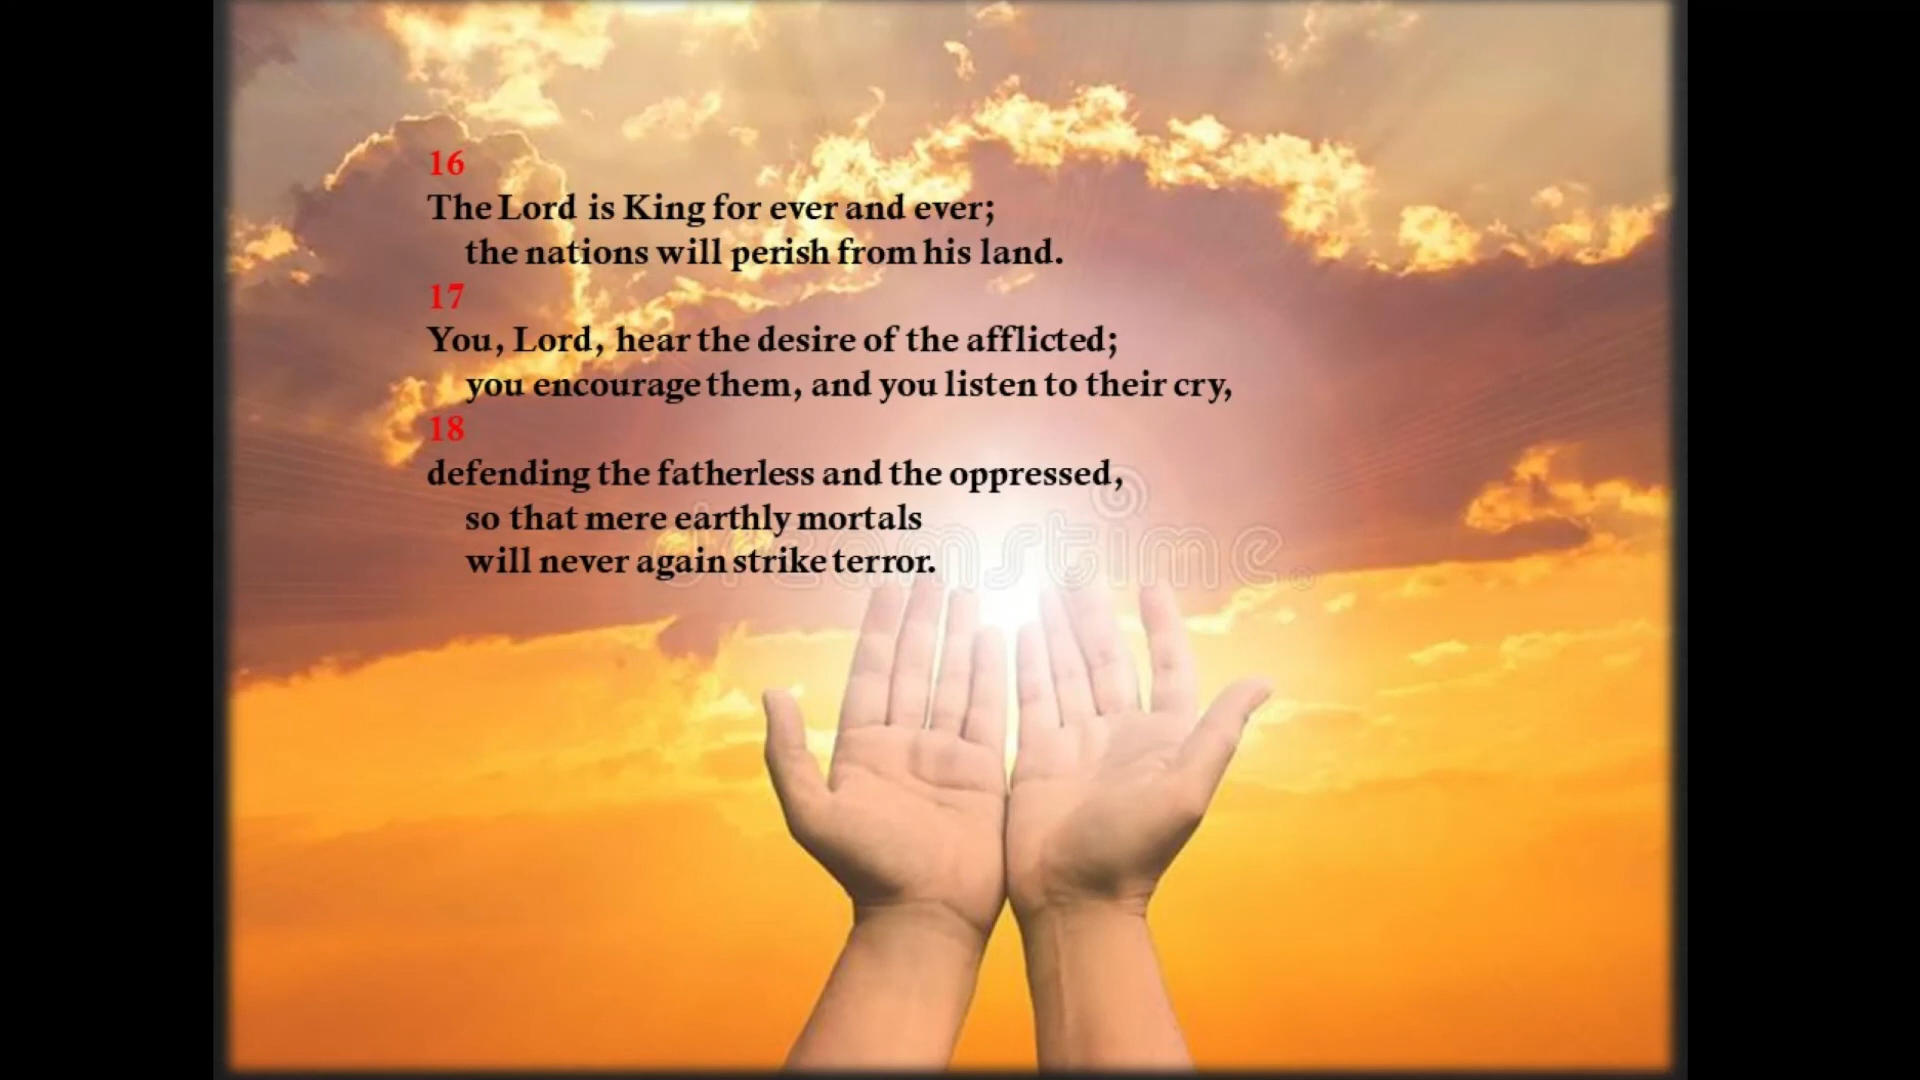 16
The Lord is King for ever and ever;
the nations will perish from his land.
17
You, Lord, hear the desire of the afflicted;
you encourage them, and you listen to their cry,
18
defending the fatherless and the oppressed,
so that mere earthly mortals
will never again strike terror.
dreamstime